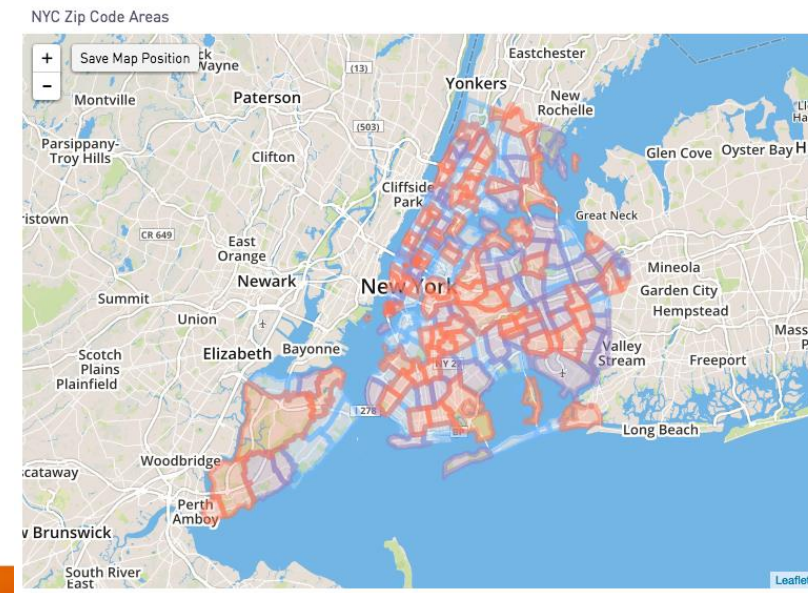 NYC Zip Code Areas
+
Save Map Position
-
Wayne
(13)
Eastchester
Yonkers
Montville
Paterson
New
Rochelle
(503)
Parsippany-
Troy Hills
Clifton
Glen Cove
Oyster Bay
Cliffside
Park
Great Neck
CR 649
East
Orange
Newark
New York
Mineola
Garden City
Summit
Hempstead
Union
Elizabeth
Bayonne
Valley
Stream
Scotch
Plains
Plainfield
Freeport
I 278
Long Beach
Woodbridge
Perth
Amboy
South River
East
Leaflet